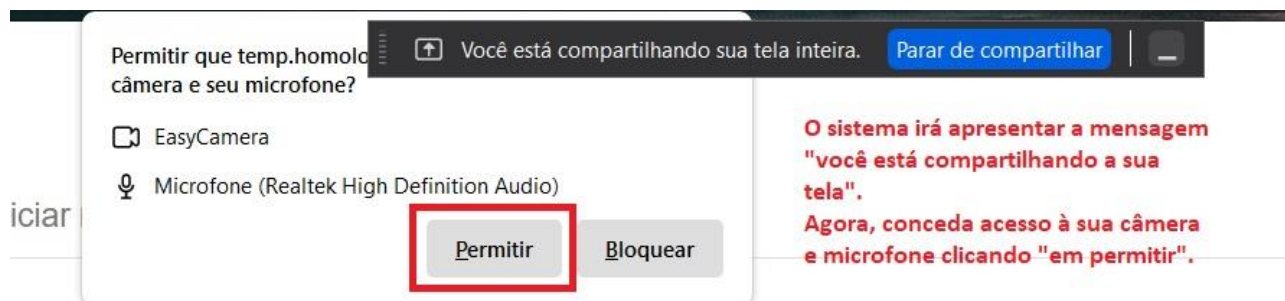 Permitir que temp.homolo
câmera e seu microfone?
Você está compartilhando sua tela inteira.
Parar de compartilhar
EasyCamera
Microfone (Realtek High Definition Audio)
iciar
Permitir
Bloquear
O sistema irá apresentar a mensagem
"você está compartilhando a sua
tela".
Agora, conceda acesso à sua câmera
e microfone clicando "em permitir".